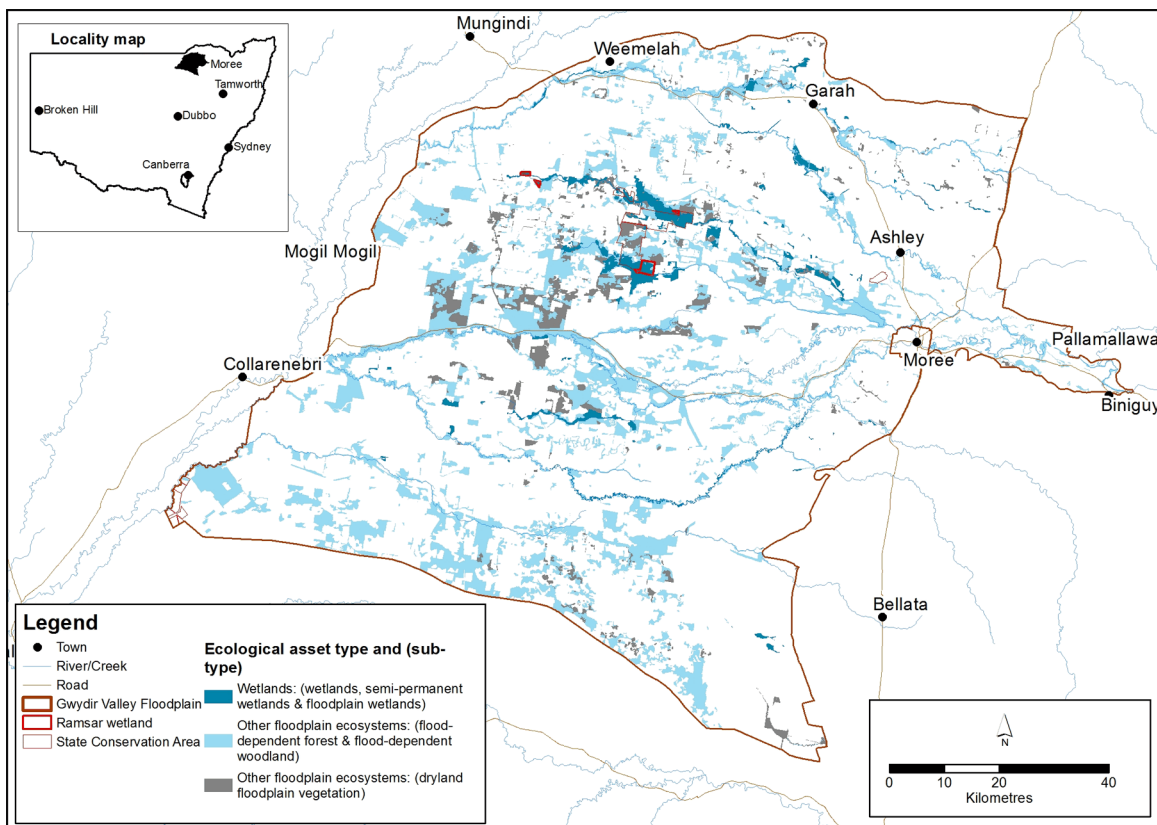 Locality map
Moree
Tamworth
Broken Hill
Dubbo
Sydney
Canberra
Mungindi
Weemelah
Garah
Mogil Mogil
Ashley
Pallamallawa
Moree
Collarenebri
Biniguy
Bellata
Legend
Town
River/Creek
Road
Gwydir Valley Floodplain
Ramsar wetland
State Conservation Area
Ecological asset type and (sub-
type)
Wetlands: (wetlands, semi-permanent
wetlands & floodplain wetlands)
Other floodplain ecosystems: (flood-
dependent forest & flood-dependent
woodland)
Other floodplain ecosystems: (dryland
floodplain vegetation)
N
0 10 20 40
Kilometres